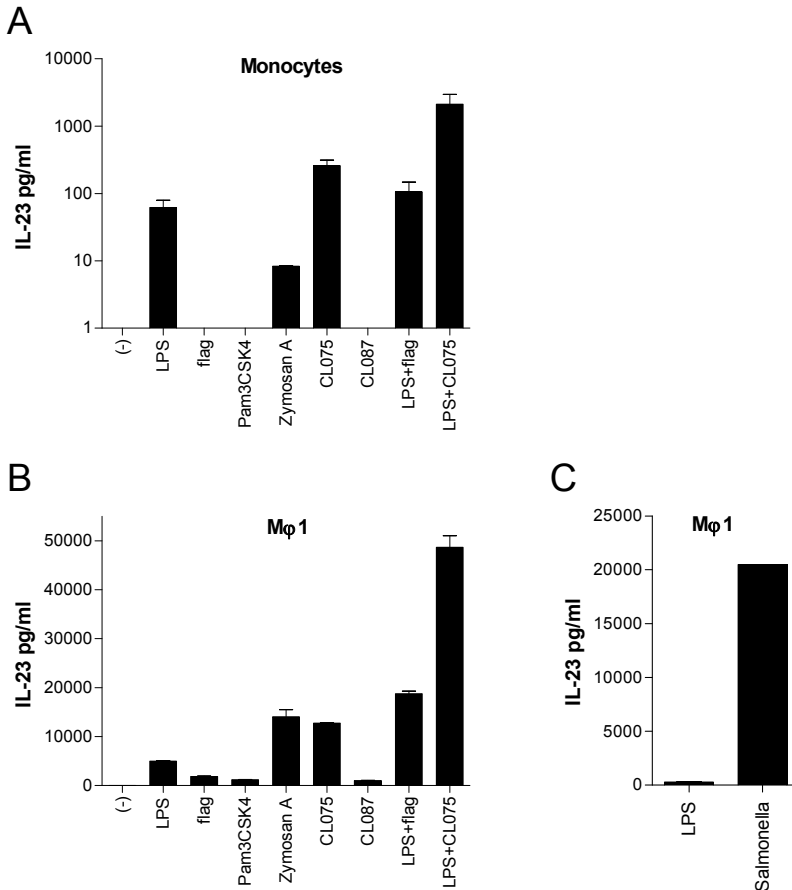 A
Monocytes
IL-23 pg/ml
10000
1000
100
10
1
(-)
LPS
flag
Pam3CSK4
Zymosan A
CL075
CL087
LPS+flag
LPS+CL075
B
Mφ1
IL-23 pg/ml
50000
40000
30000
20000
10000
0
(-)
LPS
flag
Pam3CSK4
Zymosan A
CL075
CL087
LPS+flag
LPS+CL075
C
Mφ1
IL-23 pg/ml
25000
20000
15000
10000
5000
0
LPS
Salmonella